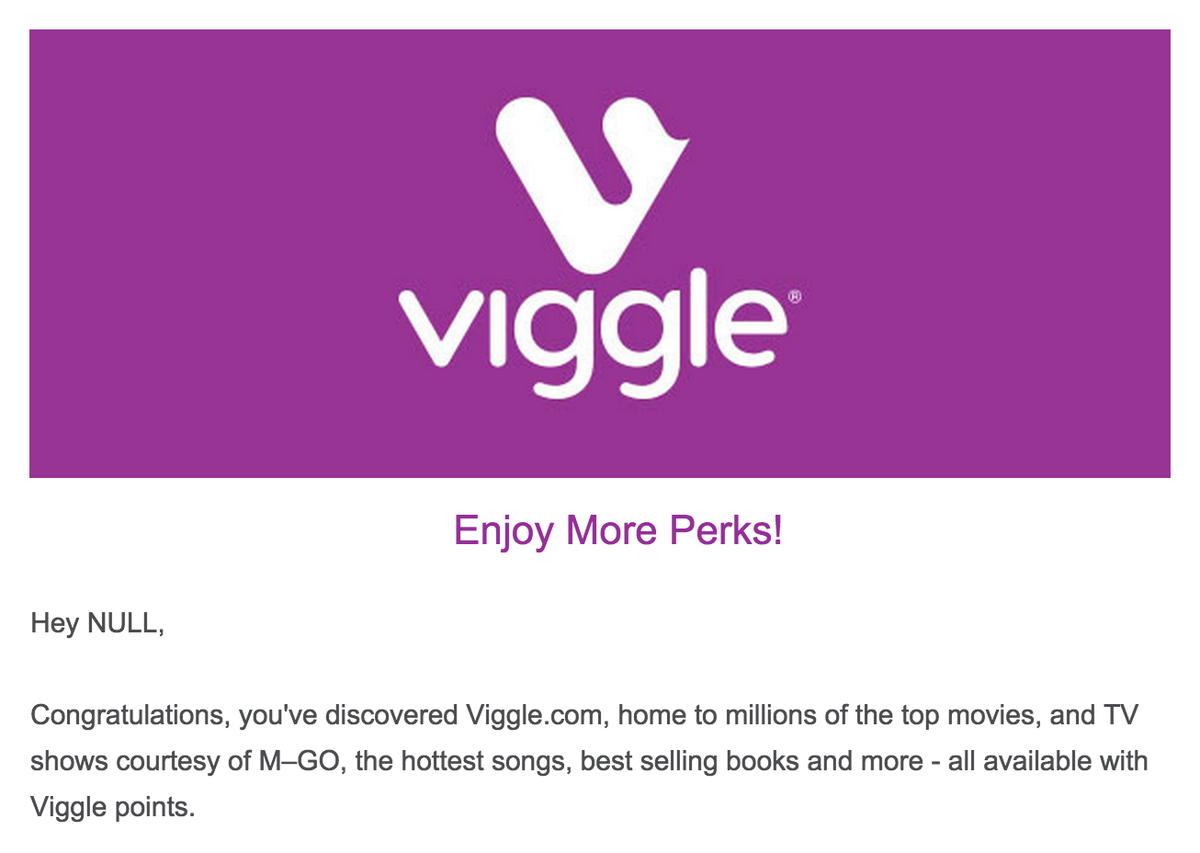 viggle®
Enjoy More Perks!
Hey NULL,
Congratulations, you've discovered Viggle.com, home to millions of the top movies, and TV
shows courtesy of M–GO, the hottest songs, best selling books and more - all available with
Viggle points.